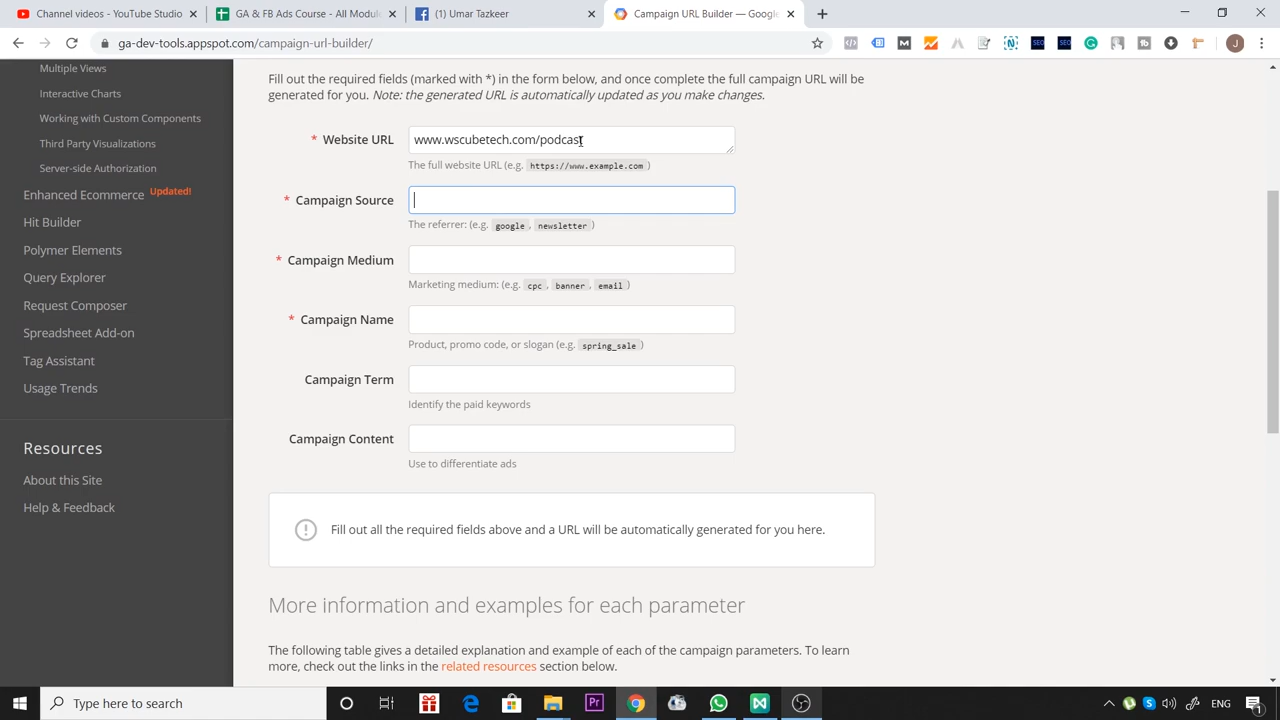 Channel videos - YouTube Studio
GA & FB Ads Course - All Module
(1) Umar Tazkeer
Campaign URL Builder — Google
ga-dev-tools.appspot.com/campaign-url-builder/
Multiple Views
Interactive Charts
Working with Custom Components
Third Party Visualizations
Server-side Authorization
Enhanced Ecommerce Updated!
Hit Builder
Polymer Elements
Query Explorer
Request Composer
Spreadsheet Add-on
Tag Assistant
Usage Trends
Resources
About this Site
Help & Feedback
Fill out the required fields (marked with *) in the form below, and once complete the full campaign URL will be
generated for you. Note: the generated URL is automatically updated as you make changes.
* Website URL
www.wscubetech.com/podcast
The full website URL (e.g. https://www.example.com )
* Campaign Source
The referrer: (e.g. google , newsletter )
* Campaign Medium
Marketing medium: (e.g. cpc , banner , email )
* Campaign Name
Product, promo code, or slogan (e.g. spring_sale )
Campaign Term
Identify the paid keywords
Campaign Content
Use to differentiate ads
Fill out all the required fields above and a URL will be automatically generated for you here.
More information and examples for each parameter
The following table gives a detailed explanation and example of each of the campaign parameters. To learn
more, check out the links in the related resources section below.
Type here to search
ENG